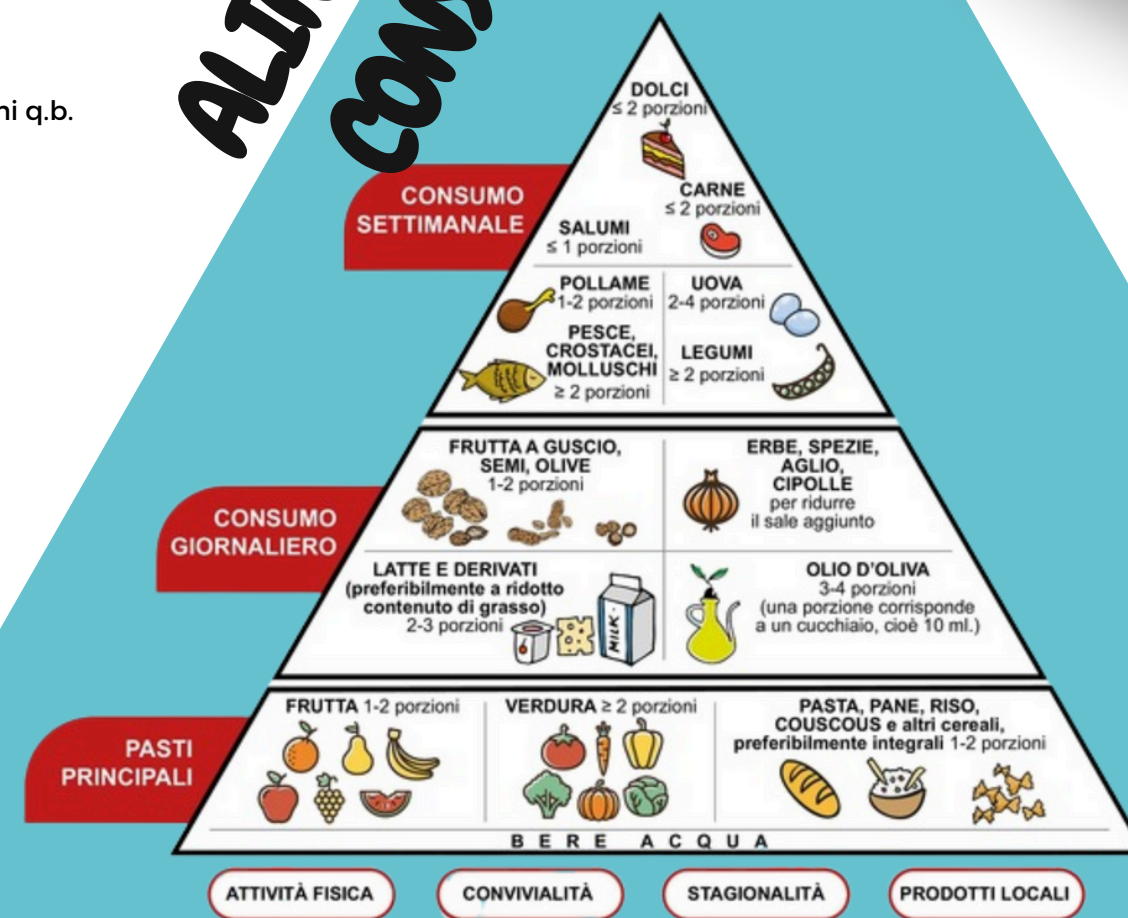 q.b.
DOLCI
≤ 2 porzioni
CARNE
≤ 2 porzioni
CONSUMO
SETTIMANALE
SALUMI
≤ 1 porzioni
POLLAME
1-2 porzioni
UOVA
2-4 porzioni
PESCE,
CROSTACEI,
MOLLUSCHI
≥ 2 porzioni
LEGUMI
≥ 2 porzioni
CONSUMO
GIORNALIERO
FRUTTA A GUSCIO,
SEMI, OLIVE
1-2 porzioni
ERBE, SPEZIE,
AGLIO,
CIPOLLE
per ridurre
il sale aggiunto
LATTE E DERIVATI
(preferibilmente a ridotto
contenuto di grasso)
2-3 porzioni
MILK
OLIO D'OLIVA
3-4 porzioni
(una porzione corrisponde
a un cucchiaio, cioè 10 ml.)
PASTI
PRINCIPALI
FRUTTA 1-2 porzioni
VERDURA ≥ 2 porzioni
PASTA, PANE, RISO,
COUSCOUS e altri cereali,
preferibilmente integrali 1-2 porzioni
BERE ACQUA
ATTIVITÀ FISICA
CONVIVIALITÀ
STAGIONALITÀ
PRODOTTI LOCALI